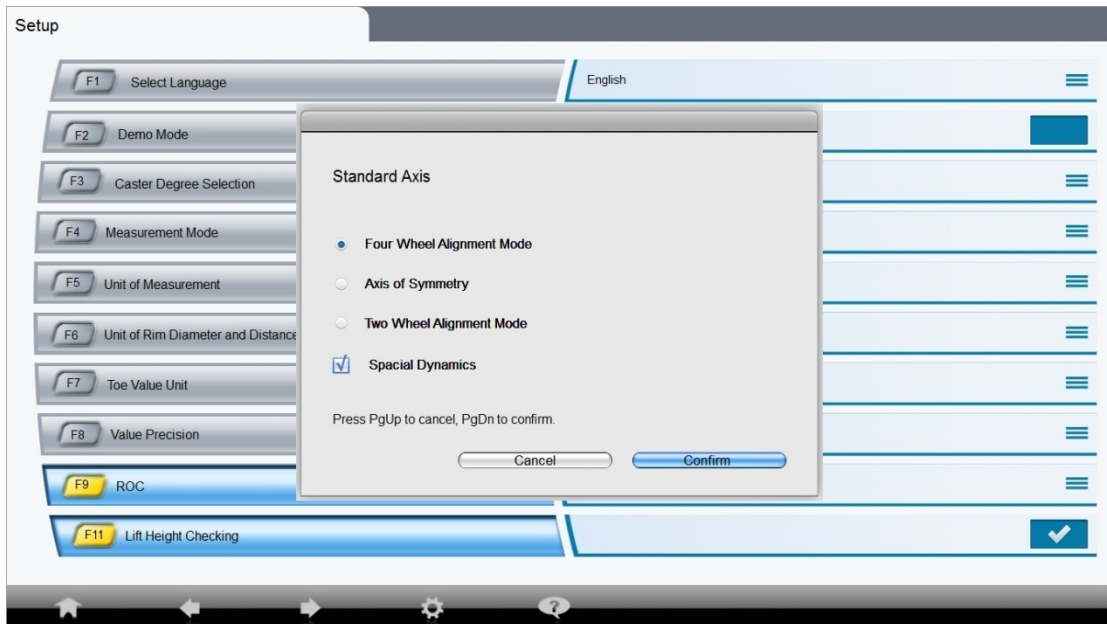 Setup
F1 Select Language English
F2 Demo Mode
F3 Caster Degree Selection
F4 Measurement Mode
F5 Unit of Measurement
F6 Unit of Rim Diameter and Distance
F7 Toe Value Unit
F8 Value Precision
F9 ROC
F11 Lift Height Checking
Standard Axis
Four Wheel Alignment Mode
Axis of Symmetry
Two Wheel Alignment Mode
Spacial Dynamics
Press PgUp to cancel, PgDn to confirm.
Cancel Confirm
?